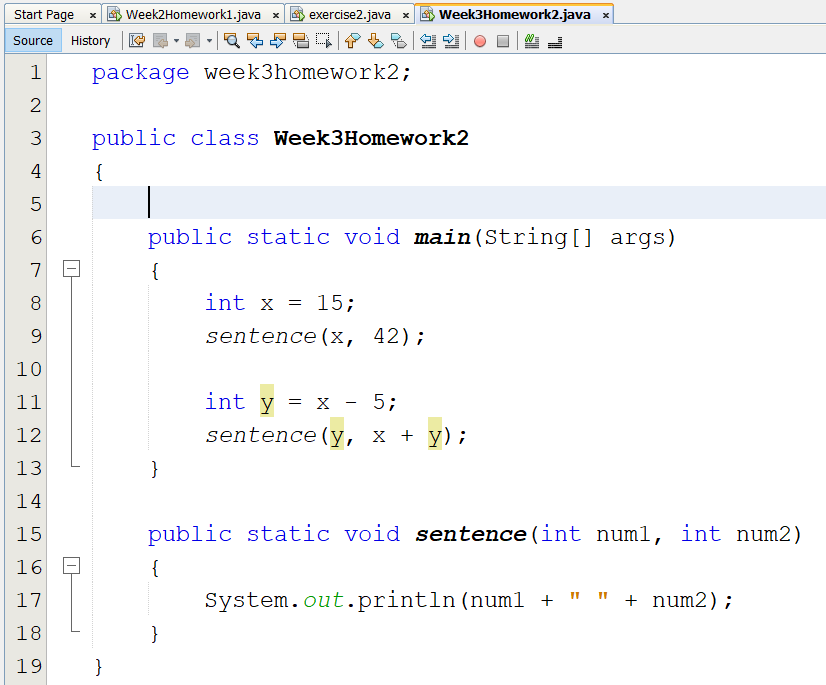 Start Page x Week2Homework1.java x exercise2.java x Week3Homework2.java x
Source History
1 package week3homework2;
2
3 public class Week3Homework2
4 {
5
6 public static void main(String[] args)
7 {
8 int x = 15;
9 sentence(x, 42);
10
11 int y = x - 5;
12 sentence(y, x + y);
13 }
14
15 public static void sentence(int num1, int num2)
16 {
17 System.out.println(num1 + " " + num2);
18 }
19 }